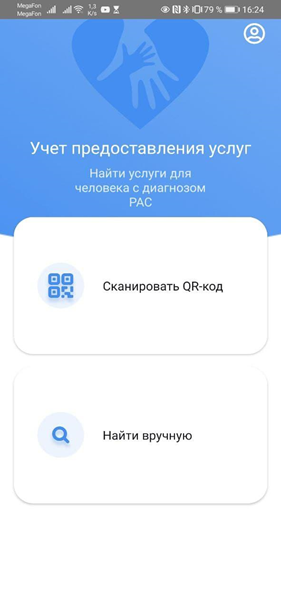 MegaFon
MegaFon
1,3
K/s
79 %
16:24
Учет предоставления услуг
Найти услуги для
человека с диагнозом
РАС
Сканировать QR-код
Найти вручную